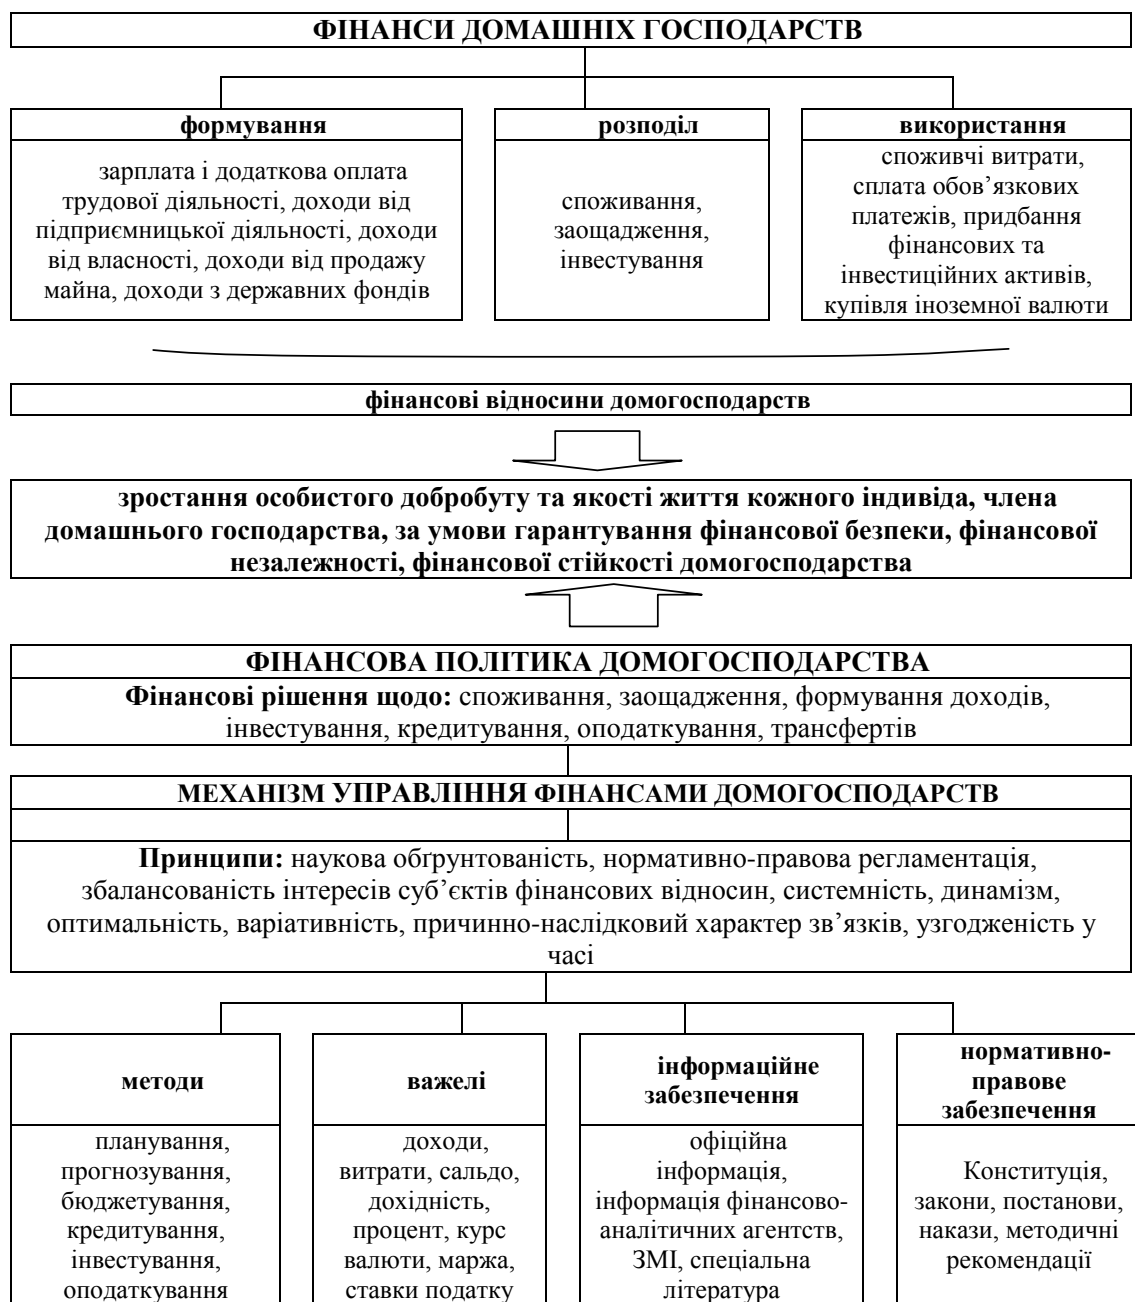 ФІНАНСИ ДОМАШНІХ ГОСПОДАРСТВ
формування
зарплата і додаткова оплата
трудової діяльності, доходи від
підприємницької діяльності, доходи
від власності, доходи від продажу
майна, доходи з державних фондів
розподіл
споживання,
заощадження,
інвестування
використання
споживчі витрати,
сплата обов’язкових
платежів, придбання
фінансових та
інвестиційних активів,
купівля іноземної валюти
фінансові відносини домогосподарств
зростання особистого добробуту та якості життя кожного індивіда, члена
домашнього господарства, за умови гарантування фінансової безпеки, фінансової
незалежності, фінансової стійкості домогосподарства
ФІНАНСОВА ПОЛІТИКА ДОМОГОСПОДАРСТВА
Фінансові рішення щодо: споживання, заощадження, формування доходів,
інвестування, кредитування, оподаткування, трансфертів
МЕХАНІЗМ УПРАВЛІННЯ ФІНАНСАМИ ДОМОГОСПОДАРСТВ
Принципи: наукова обґрунтованість, нормативно-правова регламентація,
збалансованість інтересів суб’єктів фінансових відносин, системність, динамізм,
оптимальність, варіативність, причинно-наслідковий характер зв’язків, узгодженість у
часі
методи
планування,
прогнозування,
бюджетування,
кредитування,
інвестування,
оподаткування
важелі
доходи,
витрати, сальдо,
дохідність,
процент, курс
валюти, маржа,
ставки податку
інформаційне
забезпечення
офіційна
інформація,
інформація фінансово-
аналітичних агентств,
ЗМІ, спеціальна
література
нормативно-
правове
забезпечення
Конституція,
закони, постанови,
накази, методичні
рекомендації